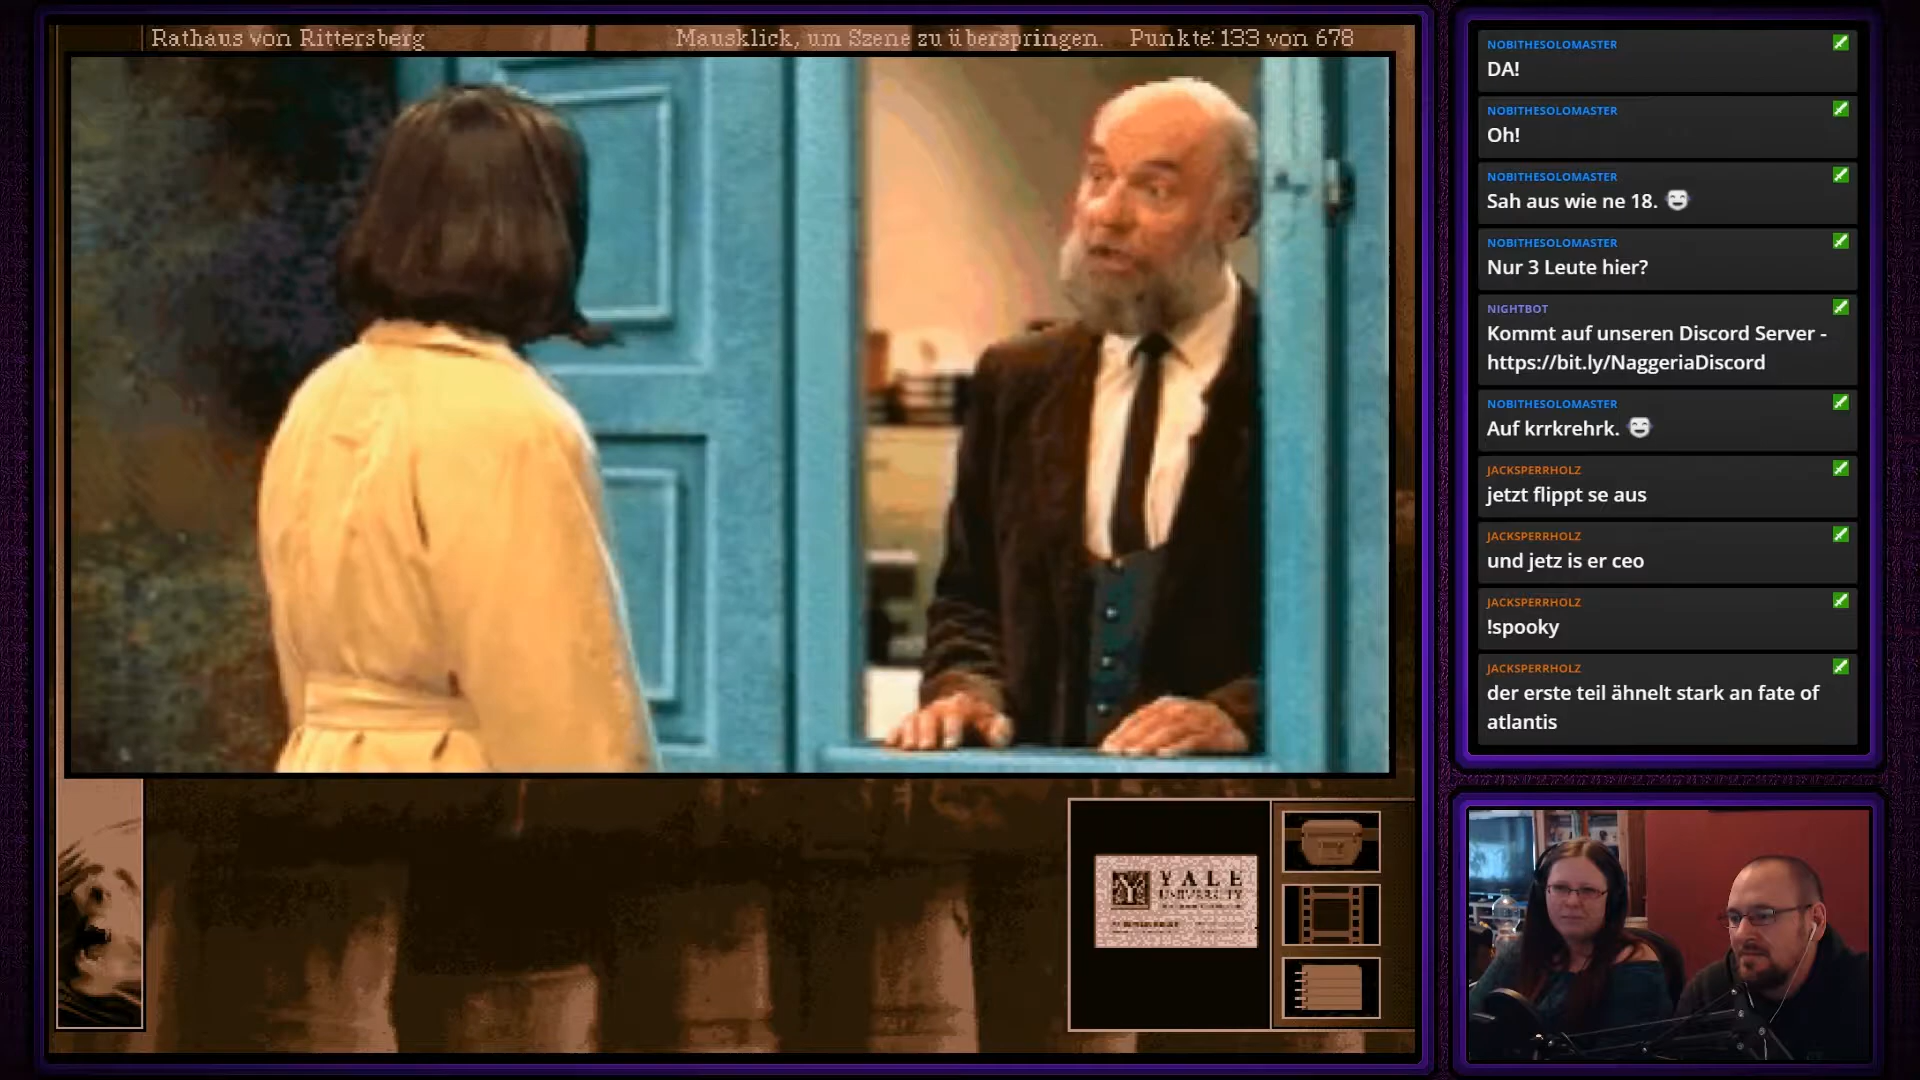 Rathaus von Rittersberg
Mausklick, um Szene zu überspringen.
Punkte: 133 von 678
YALE
UNIVERSITY
NOBITHESOLOMASTER
DA!
NOBITHESOLOMASTER
Oh!
NOBITHESOLOMASTER
Sah aus wie ne 18.
NOBITHESOLOMASTER
Nur 3 Leute hier?
NIGHTBOT
Kommt auf unseren Discord Server -
https://bit.ly/NaggeriaDiscord
NOBITHESOLOMASTER
Auf krrkrehrk.
JACKSPERRHOLZ
jetzt flippt se aus
JACKSPERRHOLZ
und jetz is er ceo
JACKSPERRHOLZ
!spooky
JACKSPERRHOLZ
der erste teil ähnelt stark an fate of
atlantis